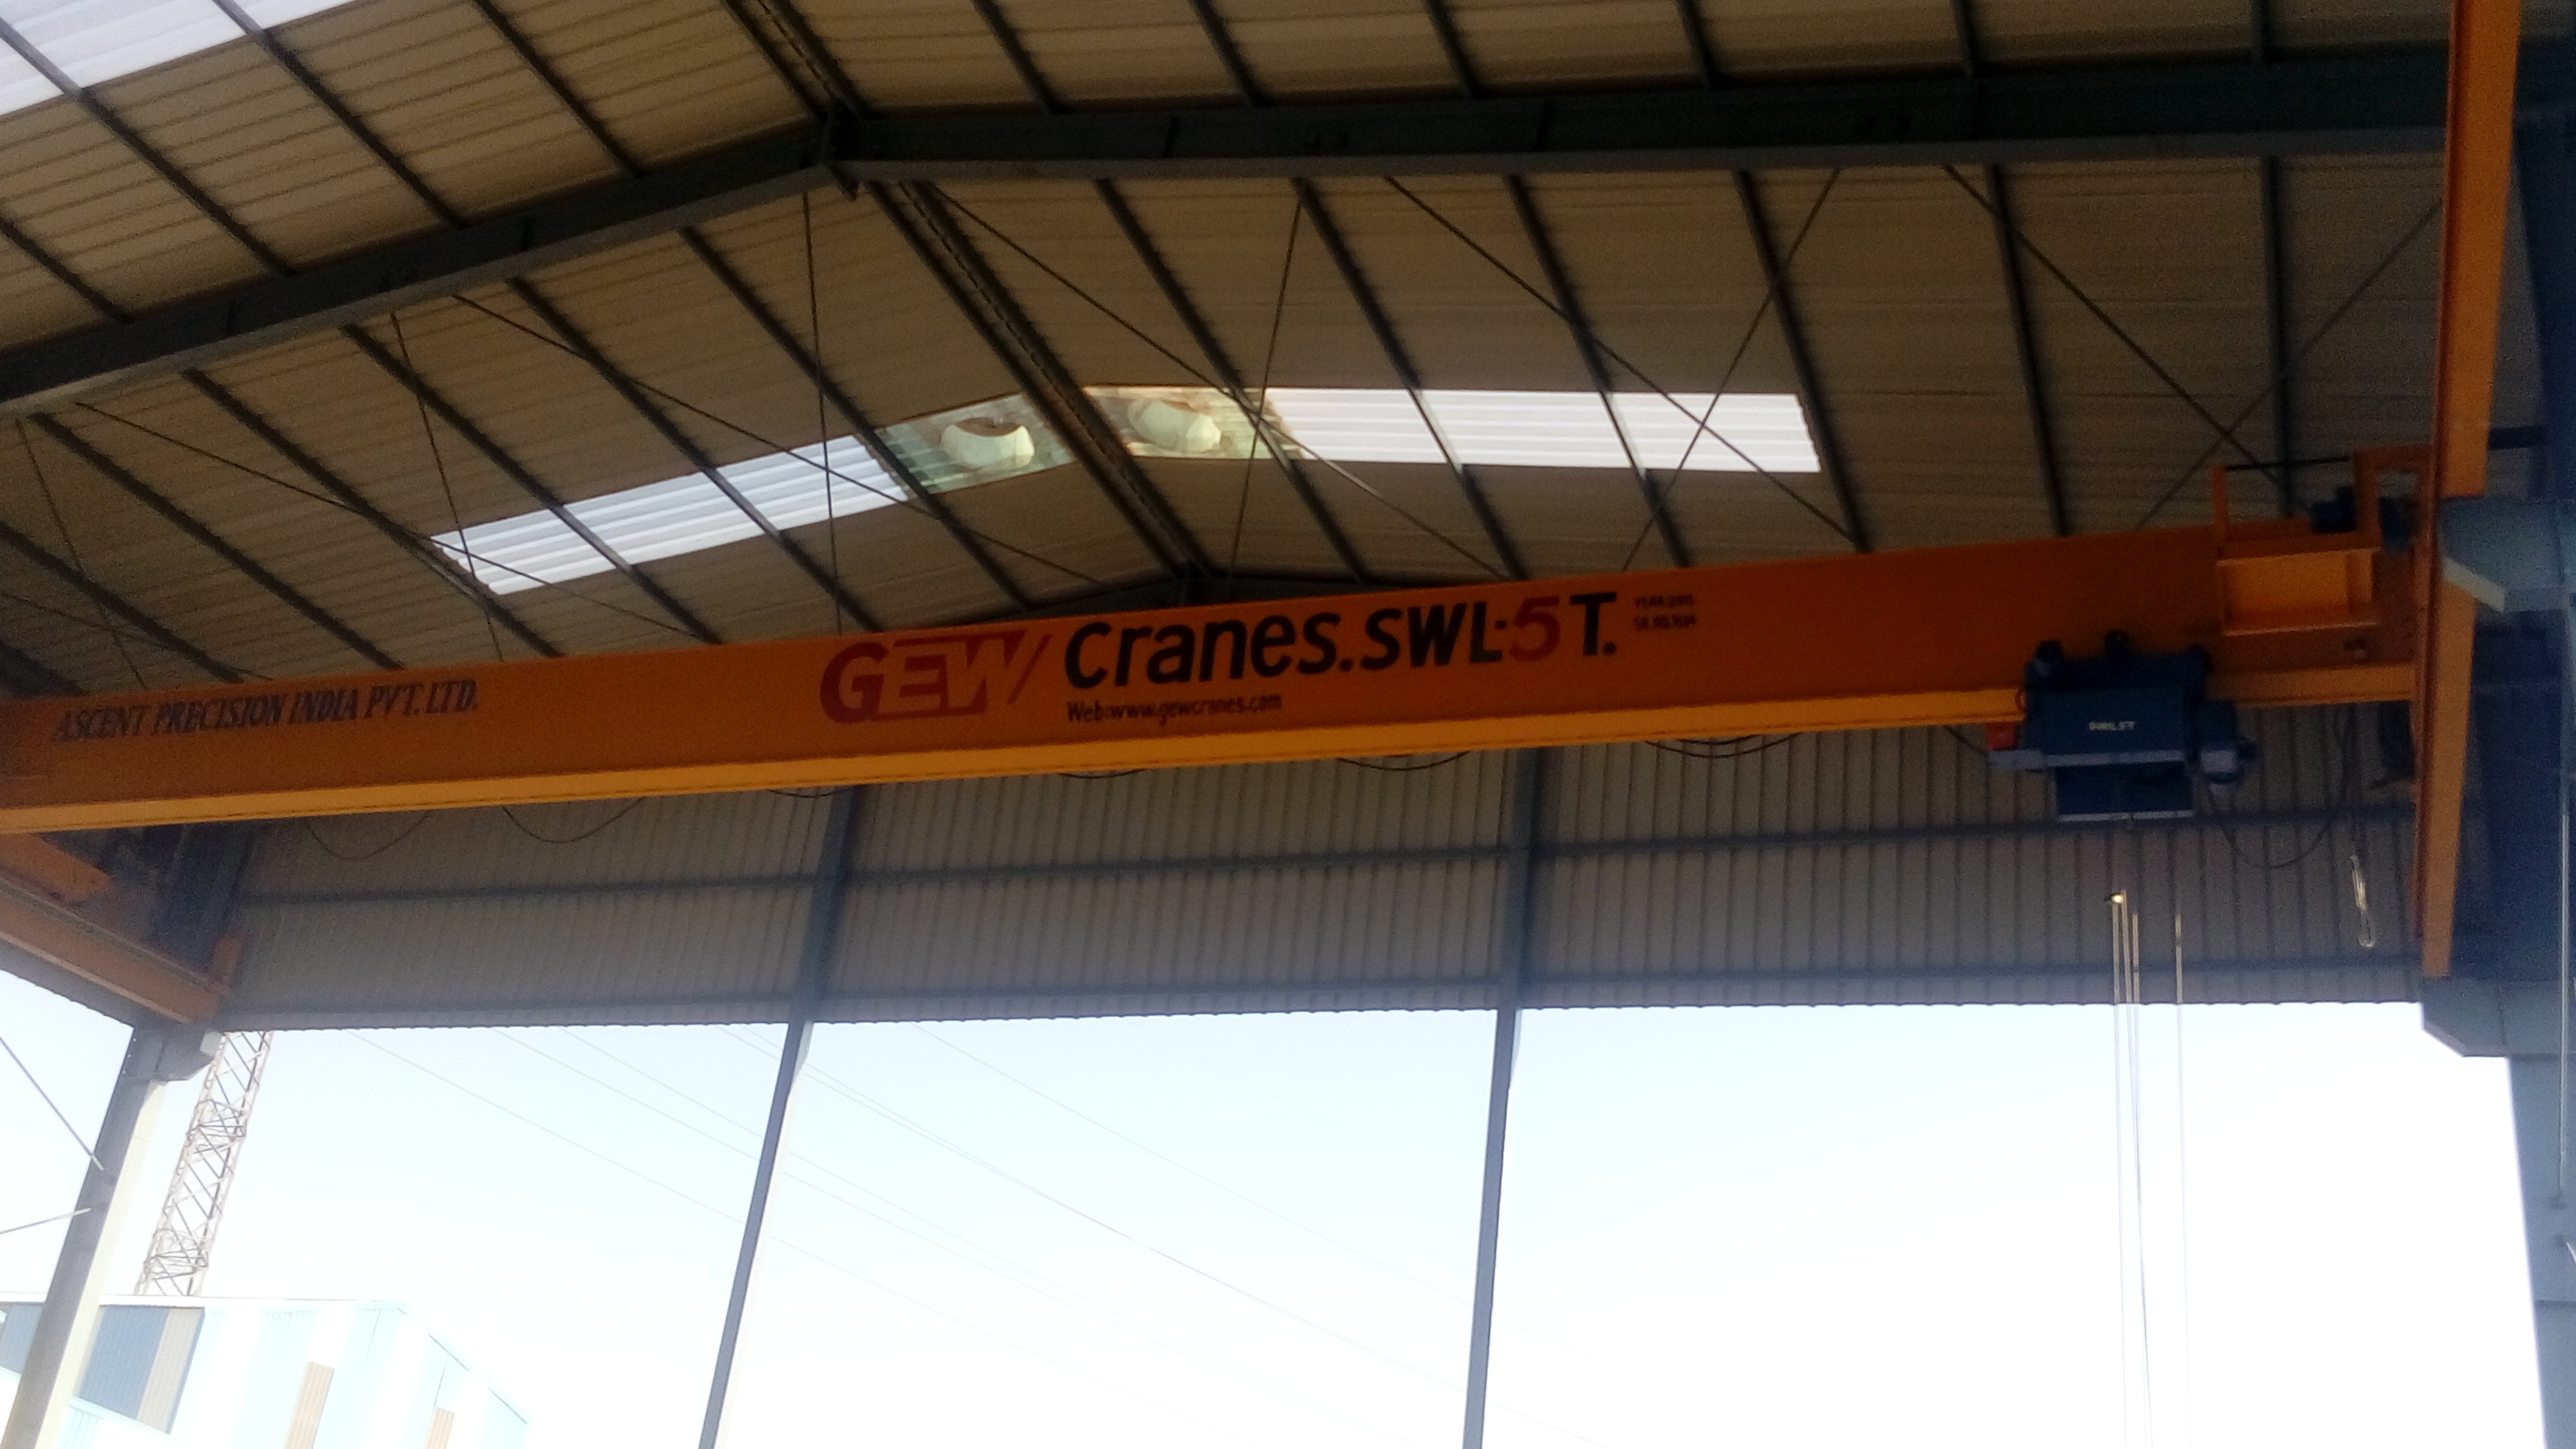 ASCENT PRECISION INDIA PVT. LTD.
GEW Cranes.SWL:5T.
Web:www.gewcranes.com
SWL.5T